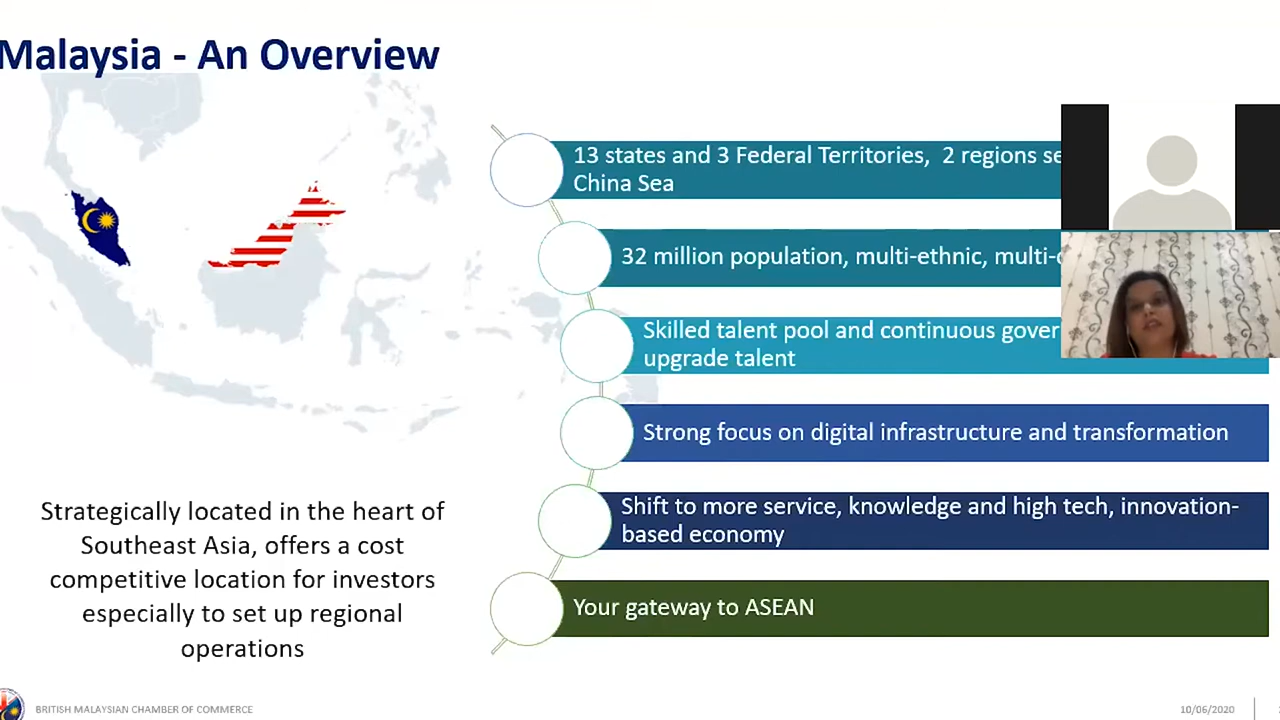 Malaysia - An Overview
13 states and 3 Federal Territories, 2 regions
China Sea
32 million population, multi-ethnic,
Skilled talent pool and continuous
upgrade talent
Strong focus on digital infrastructure and transformation
Shift to more service, knowledge and high tech, innovation-
based economy
Your gateway to ASEAN
Strategically located in the heart of
Southeast Asia, offers a cost
competitive location for investors
especially to set up regional
operations
BRITISH MALAYSIAN CHAMBER OF COMMERCE
10/06/2020